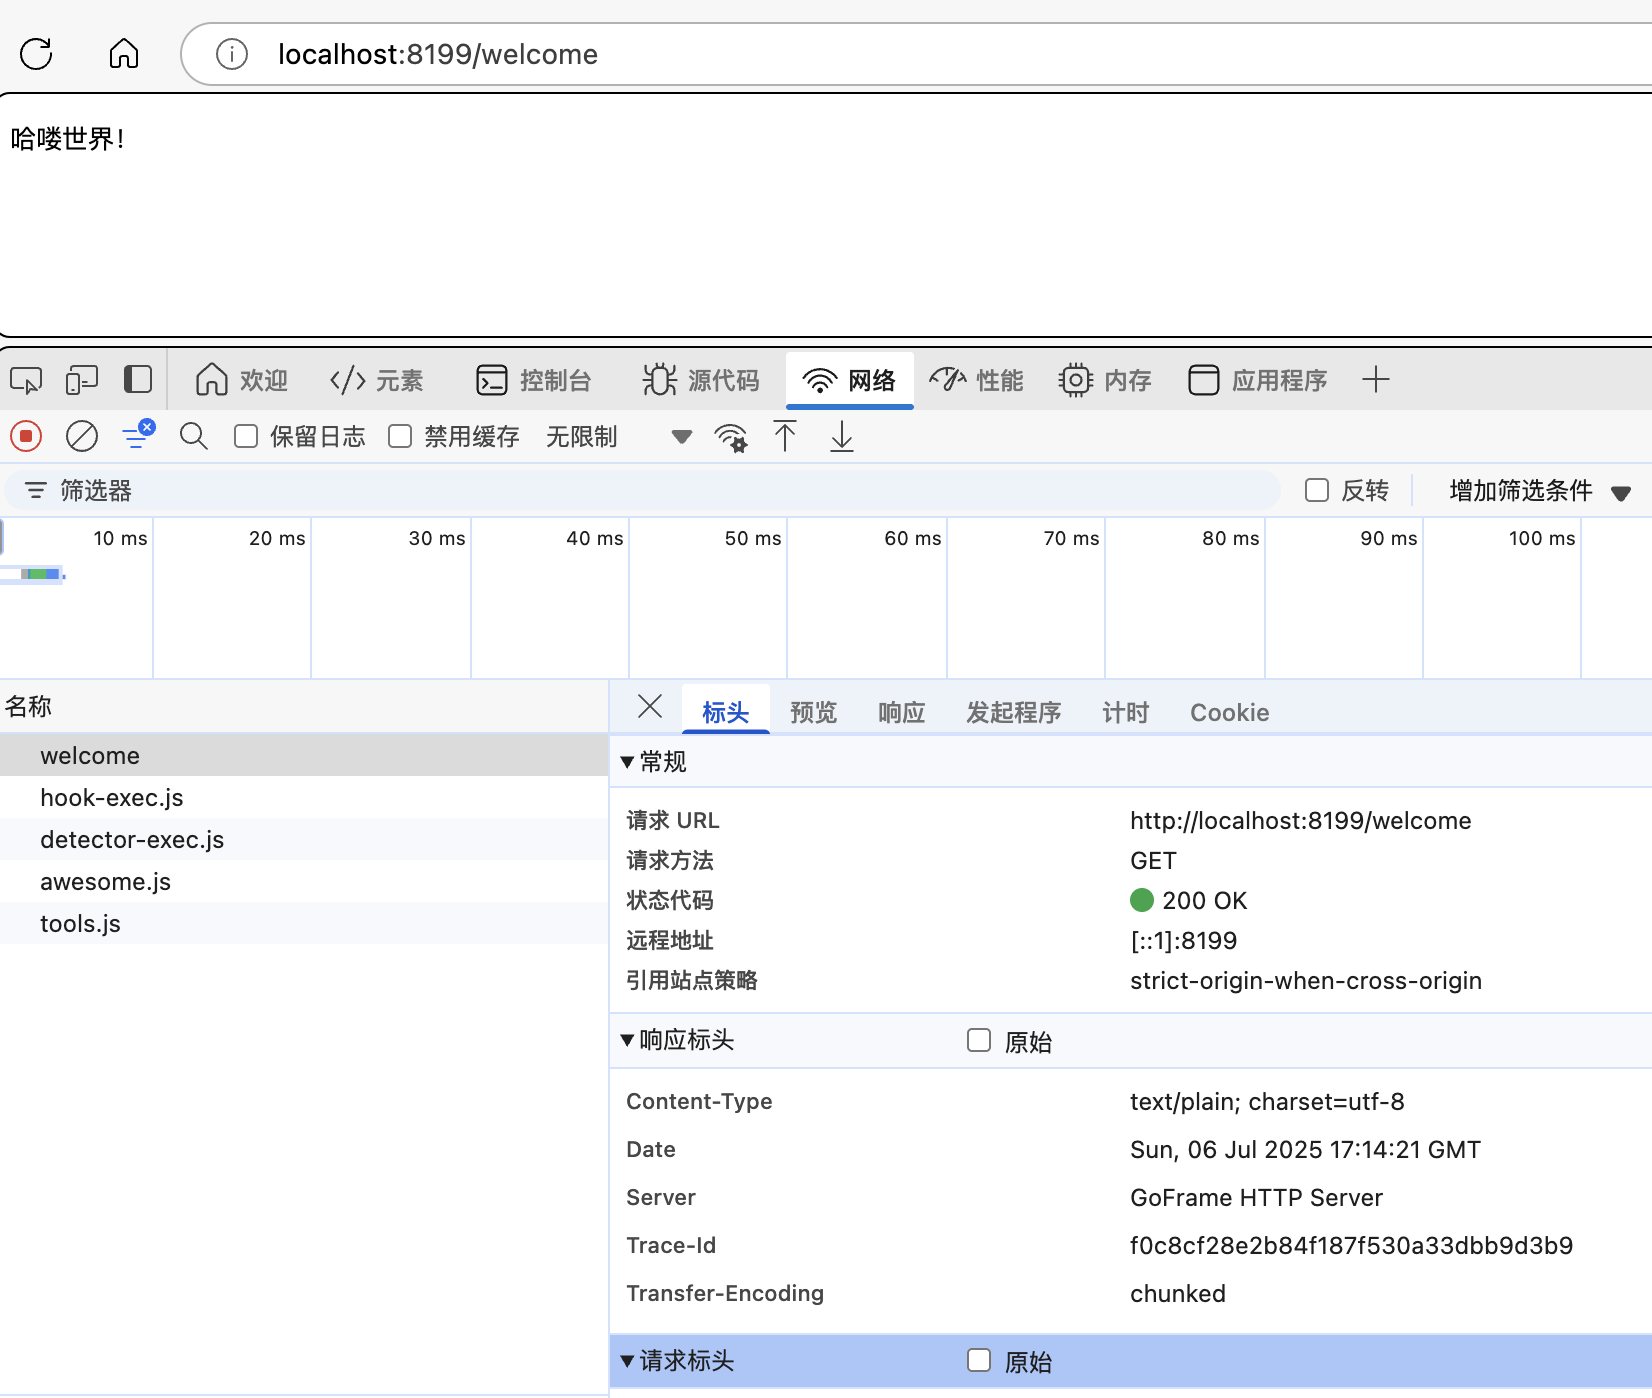 localhost:8199/welcome
哈喽世界！
欢迎 元素 控制台 源代码 网络 性能 内存 应用程序
保留日志 禁用缓存 无限制
筛选器 反转 增加筛选条件
10 ms 20 ms 30 ms 40 ms 50 ms 60 ms 70 ms 80 ms 90 ms 100 ms
名称
welcome
hook-exec.js
detector-exec.js
awesome.js
tools.js
标头 预览 响应 发起程序 计时 Cookie
常规
请求 URL http://localhost:8199/welcome
请求方法 GET
状态代码 200 OK
远程地址 [::1]:8199
引用站点策略 strict-origin-when-cross-origin
响应标头 原始
Content-Type text/plain; charset=utf-8
Date Sun, 06 Jul 2025 17:14:21 GMT
Server GoFrame HTTP Server
Trace-Id f0c8cf28e2b84f187f530a33dbb9d3b9
Transfer-Encoding chunked
请求标头 原始